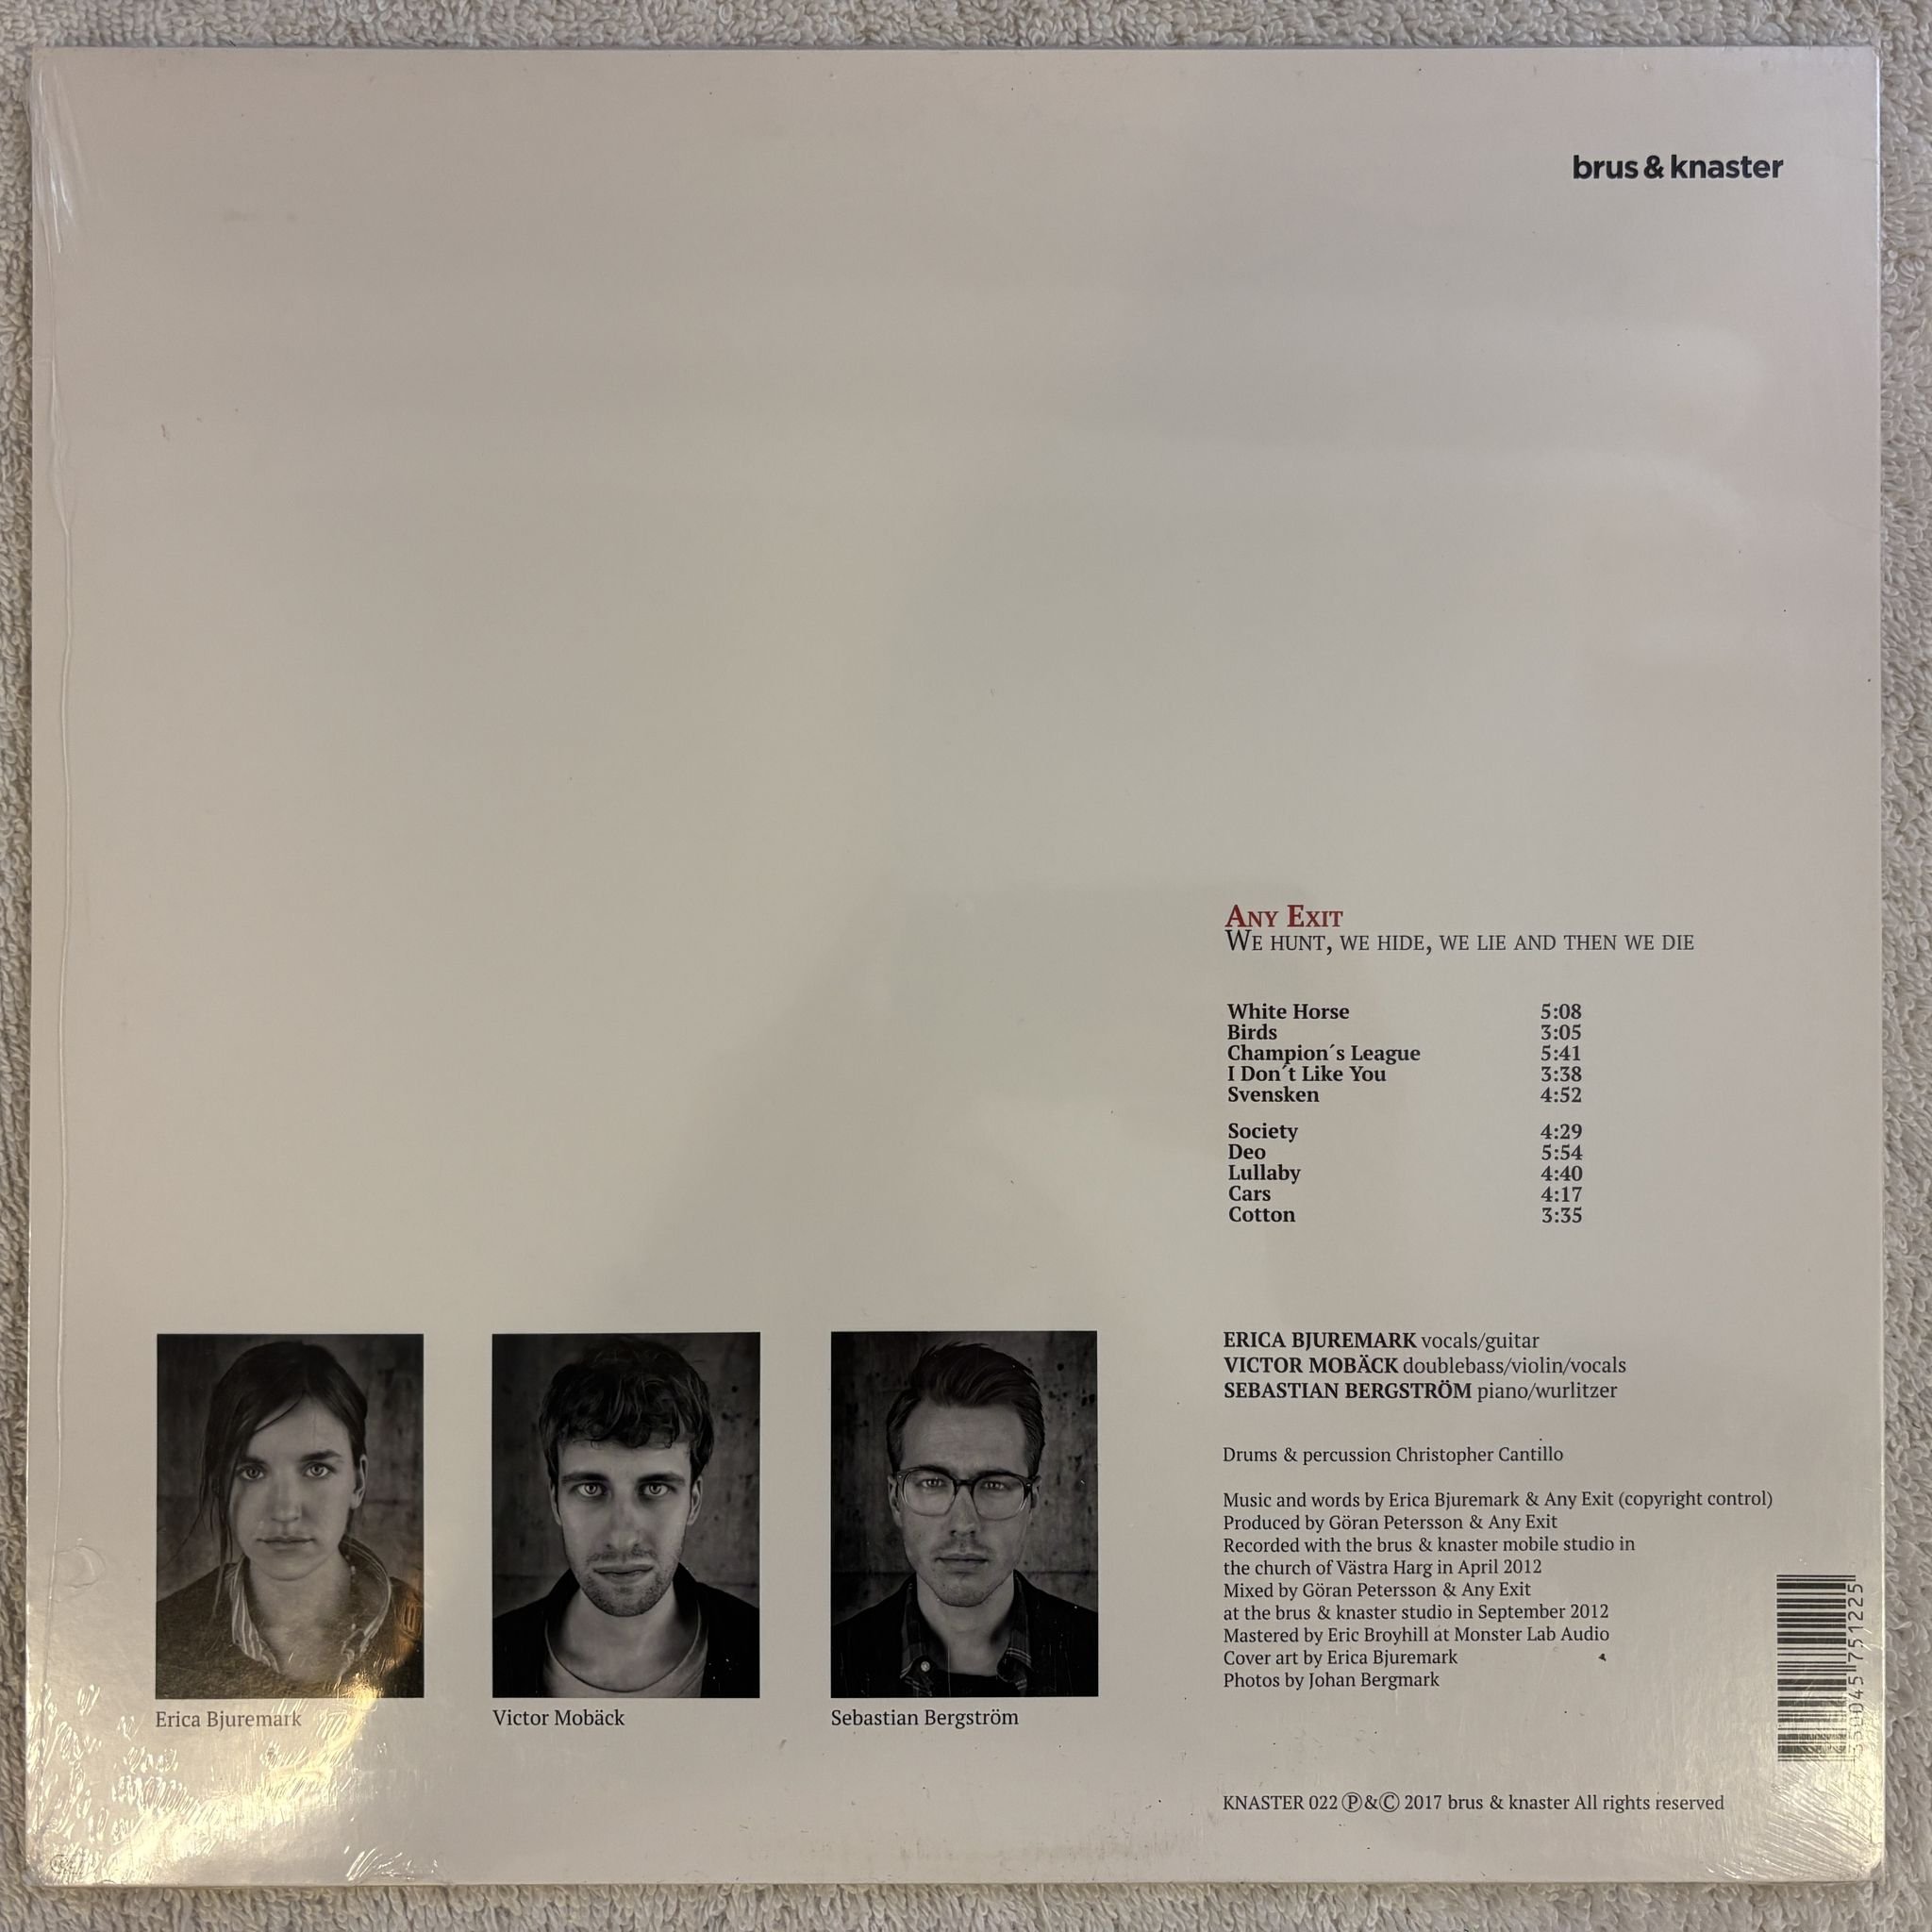 brus & knaster
ANY EXIT
WE HUNT, WE HIDE, WE LIE AND THEN WE DIE
White Horse 5:08
Birds 3:05
Champion´s League 5:41
I Don´t Like You 3:38
Svensken 4:52
Society 4:29
Deo 5:54
Lullaby 4:40
Cars 4:17
Cotton 3:35
ERICA BJUREMARK vocals/guitar
VICTOR MOBÄCK doublebass/violin/vocals
SEBASTIAN BERGSTRÖM piano/wurlitzer
Drums & percussion Christopher Cantillo
Music and words by Erica Bjuremark & Any Exit (copyright control)
Produced by Göran Petersson & Any Exit
Recorded with the brus & knaster mobile studio in
the church of Västra Harg in April 2012
Mixed by Göran Petersson & Any Exit
at the brus & knaster studio in September 2012
Mastered by Eric Broyhill at Monster Lab Audio
Cover art by Erica Bjuremark
Photos by Johan Bergmark
Erica Bjuremark
Victor Mobäck
Sebastian Bergström
KNASTER 022 Ⓟ&© 2017 brus & knaster All rights reserved